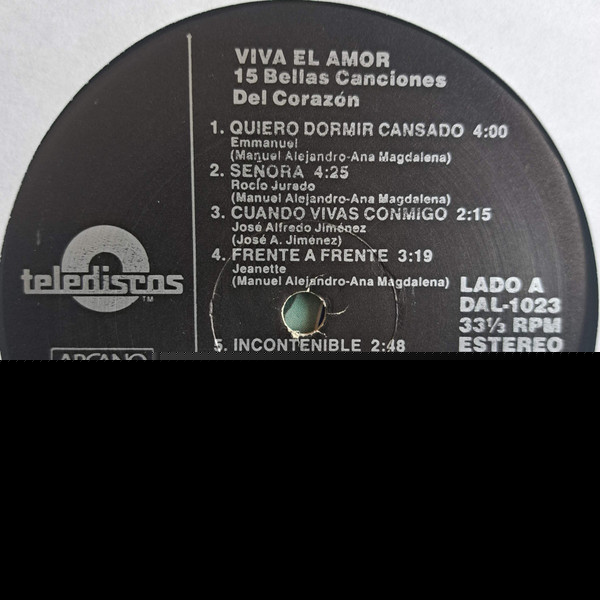 VIVA EL AMOR
15 Bellas Canciones
Del Corazón
1. QUIERO DORMIR CANSADO 4:00
Emmanuel
(Manuel Alejandro-Ana Magdalena)
2. SENORA 4:25
Rocío Jurado
(Manuel Alejandro-Ana Magdalena)
3. CUANDO VIVAS CONMIGO 2:15
José Alfredo Jiménez
(José A. Jiménez)
4. FRENTE A FRENTE 3:19
Jeanette
(Manuel Alejandro-Ana Magdalena)
5. INCONTENIBLE 2:48
telediscos TM
ARCANO
LADO A
DAL-1023
33⅓ RPM
ESTEREO